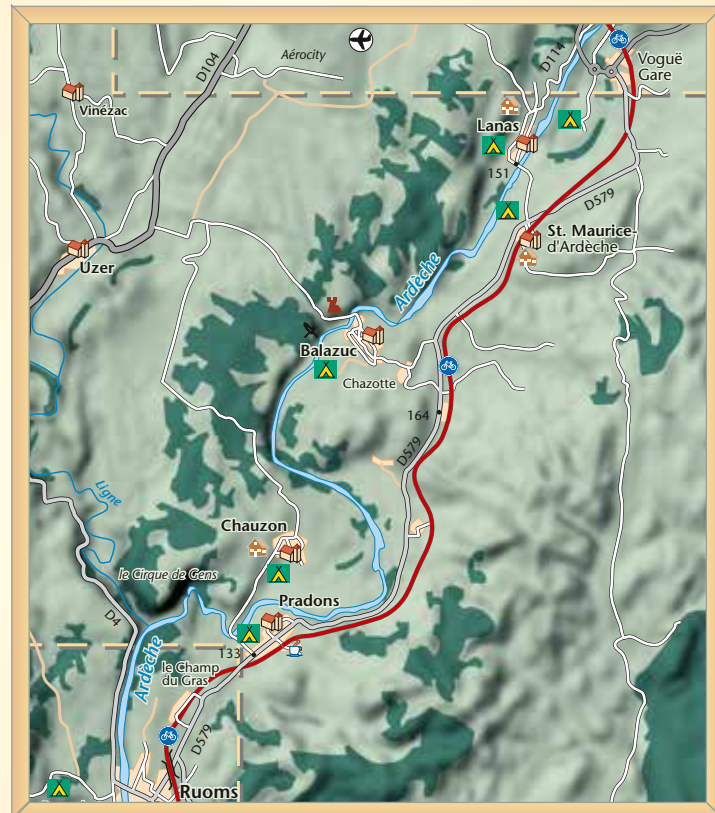 Aérocity
D104
D114
Voguë
Gare
Vinézac
Lanas
151
D579
St. Maurice-
d'Ardèche
Uzer
Ardèche
Balazuc
Chazotte
164
D579
Ligne
Chauzon
le Cirque de Gens
Pradons
D4
Ardèche
133
le Champ
du Gras
D579
Ruoms